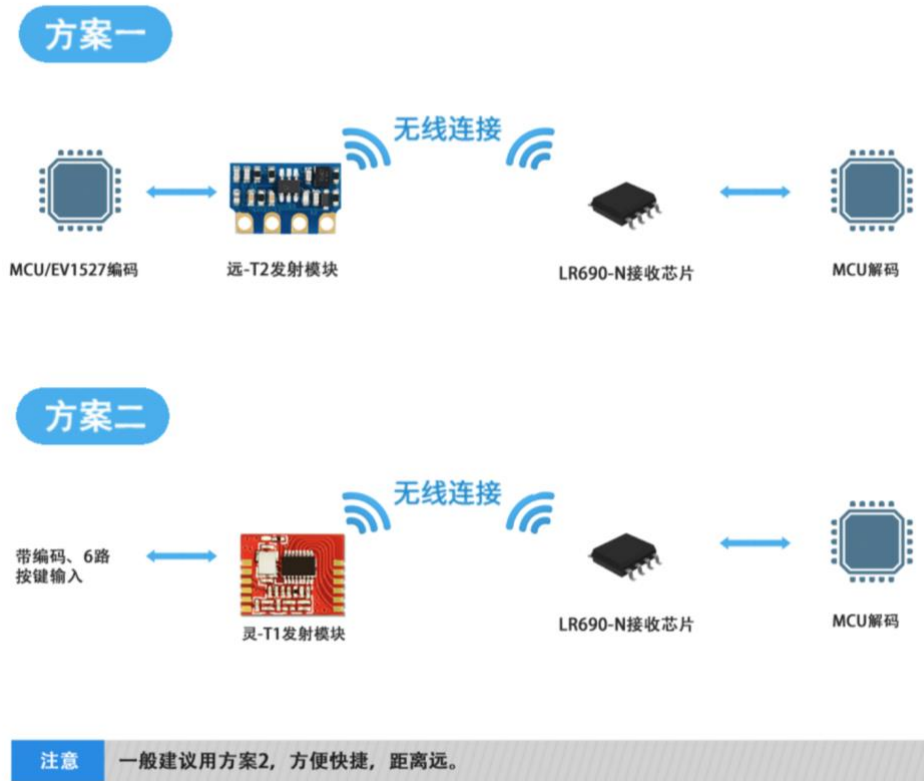 方案一
无线连接
MCU/EV1527编码
远-T2发射模块
LR690-N接收芯片
MCU解码
方案二
无线连接
带编码、6路
按键输入
灵-T1发射模块
LR690-N接收芯片
MCU解码
注意
一般建议用方案2，方便快捷，距离远。